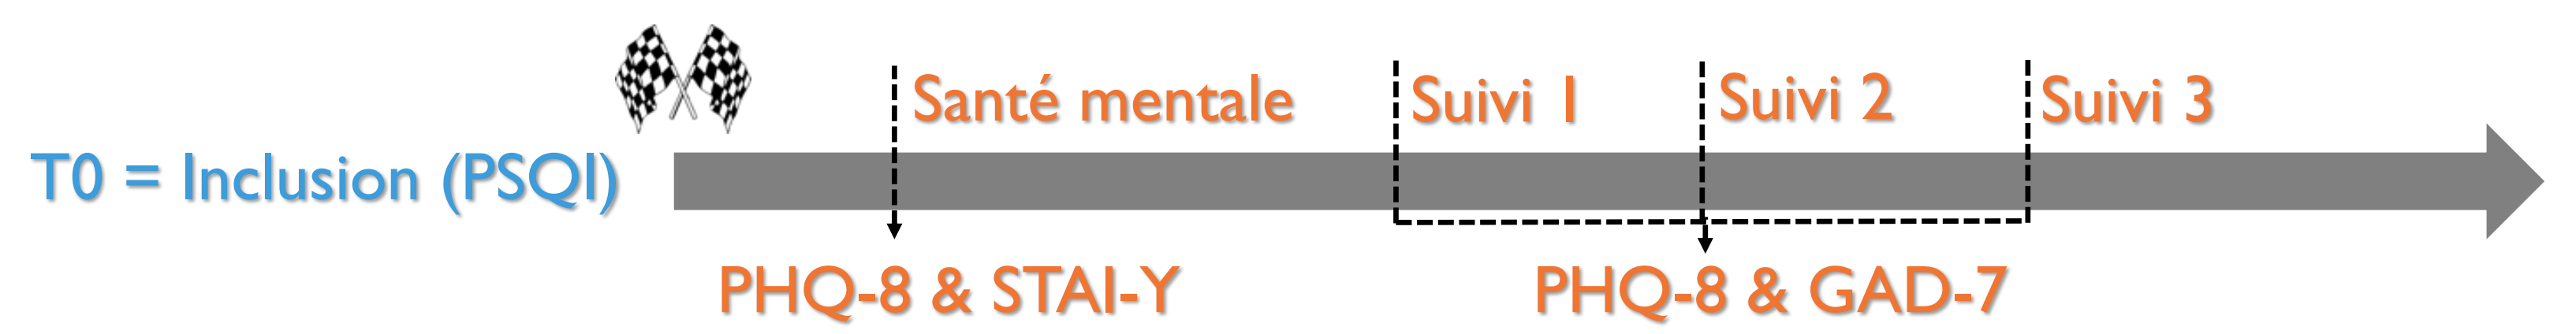 T0 = Inclusion (PSQI)
Santé mentale
Suivi 1
Suivi 2
Suivi 3
PHQ-8 & STAI-Y
PHQ-8 & GAD-7